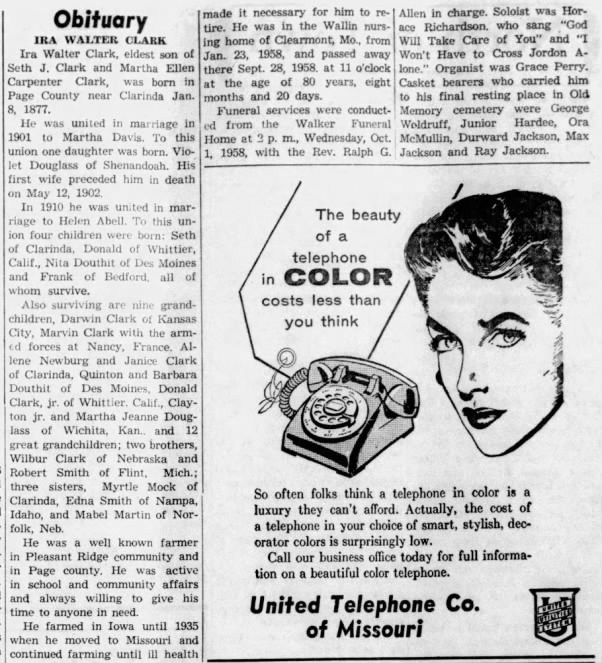 Obituary
IRA WALTER CLARK
Ira Walter Clark, eldest son of
Seth J. Clark and Martha Ellen
Carpenter Clark, was born in
Page County near Clarinda Jan.
8, 1877.
He was united in marriage in
1901 to Martha Davis. To this
union one daughter was born. Vio-
let Douglass of Shenandoah. His
first wife preceded him in death
on May 12, 1902.
In 1910 he was united in mar-
riage to Helen Abell. To this un-
ion four children were born: Seth
of Clarinda, Donald of Whittier,
Calif., Nita Douthit of Des Moines
and Frank of Bedford, all of
whom survive.
Also surviving are nine grand-
children, Darwin Clark of Kansas
City, Marvin Clark with the arm-
ed forces at Nancy, France, Al-
lene Newburg and Janice Clark
of Clarinda, Quinton and Barbara
Douthit of Des Moines, Donald
Clark, jr. of Whittier. Calif., Clay-
ton jr. and Martha Jeanne Doug-
lass of Wichita, Kan.. and 12
great grandchildren; two brothers,
Wilbur Clark of Nebraska and
Robert Smith of Flint, Mich.;
three sisters, Myrtle Mock of
Clarinda, Edna Smith of Nampa,
Idaho, and Mabel Martin of Nor-
folk, Neb.
He was a well known farmer
in Pleasant Ridge community and
in Page county. He was active
in school and community affairs
and always willing to give his
time to anyone in need.
He farmed in Iowa until 1935
when he moved to Missouri and
continued farming until ill health
made it necessary for him to re-
tire. He was in the Wallin nurs-
ing home of Clearmont, Mo., from
Jan. 23, 1958, and passed away
there Sept. 28, 1958. at 11 o'clock
at the age of 80 years, eight
months and 20 days.
Funeral services were conduct-
ed from the Walker Funeral
Home at 2 p. m., Wednesday, Oct.
1, 1958, with the Rev. Ralph G.
Allen in charge. Soloist was Hor-
ace Richardson. who sang "God
Will Take Care of You" and "I
Won't Have to Cross Jordon A-
lone." Organist was Grace Perry.
Casket bearers who carried him
to his final resting place in Old
Memory cemetery were George
Weldruff, Junior Hardee, Ora
McMullin, Durward Jackson, Max
Jackson and Ray Jackson.
The beauty
of a
telephone
in COLOR
costs less than
you think
So often folks think a telephone in color is a
luxury they can't afford. Actually, the cost of
a telephone in your choice of smart, stylish, dec-
orator colors is surprisingly low.
Call our business office today for full informa-
tion on a beautiful color telephone.
United Telephone Co.
of Missouri
UNITED
UTILITIES
SYSTEM